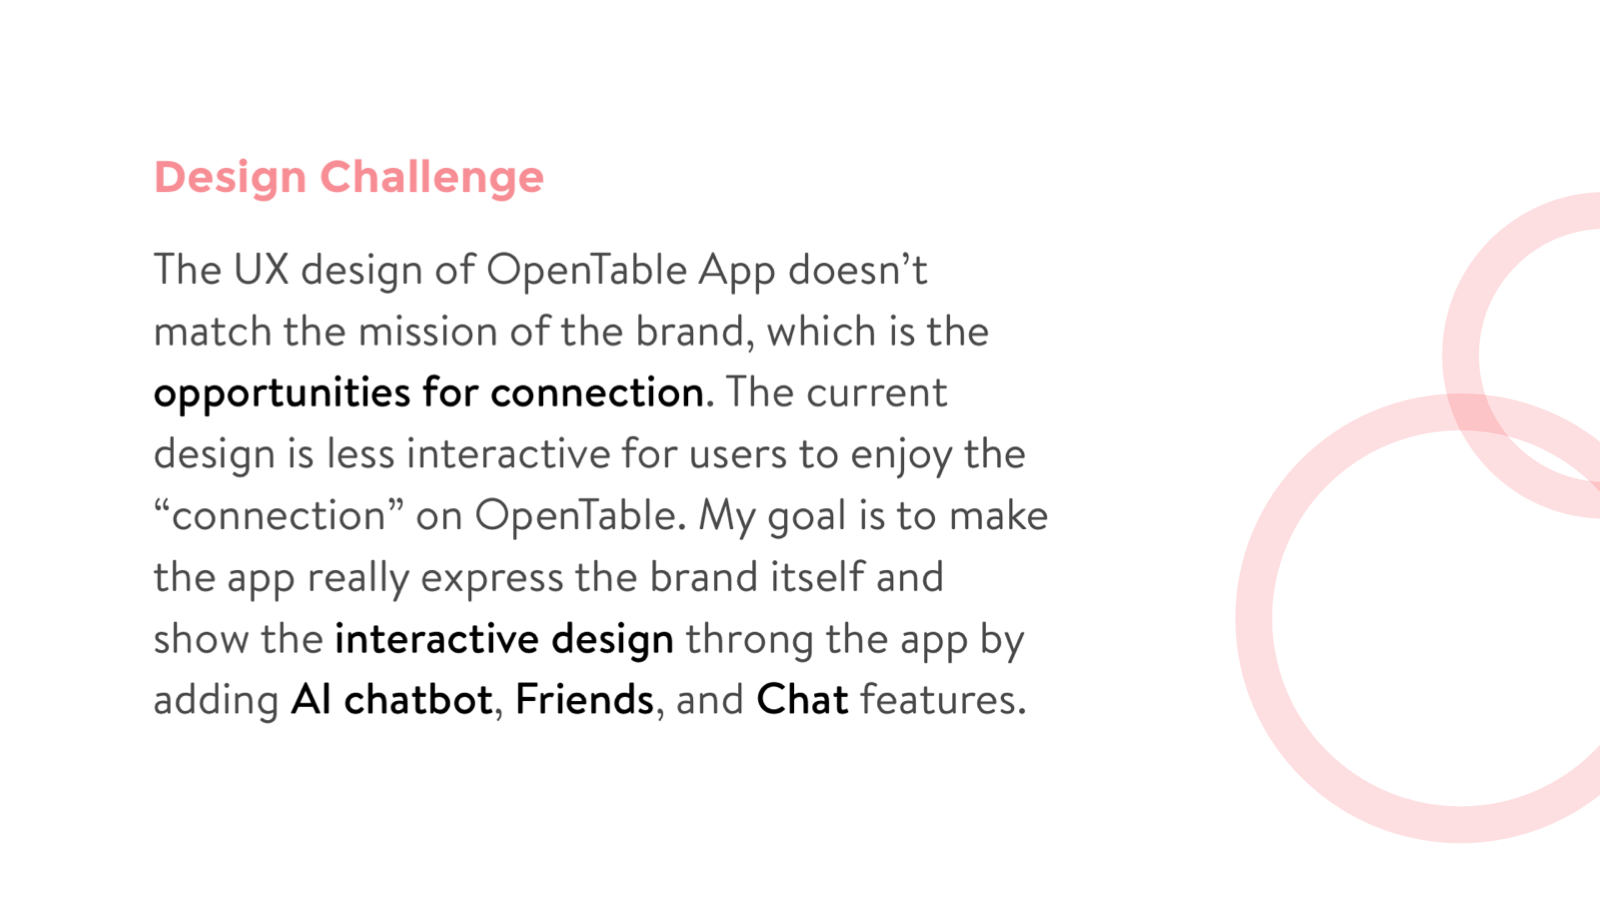 Design Challenge
The UX design of OpenTable App doesn’t
match the mission of the brand, which is the
opportunities for connection. The current
design is less interactive for users to enjoy the
“connection” on OpenTable. My goal is to make
the app really express the brand itself and
show the interactive design throng the app by
adding AI chatbot, Friends, and Chat features.